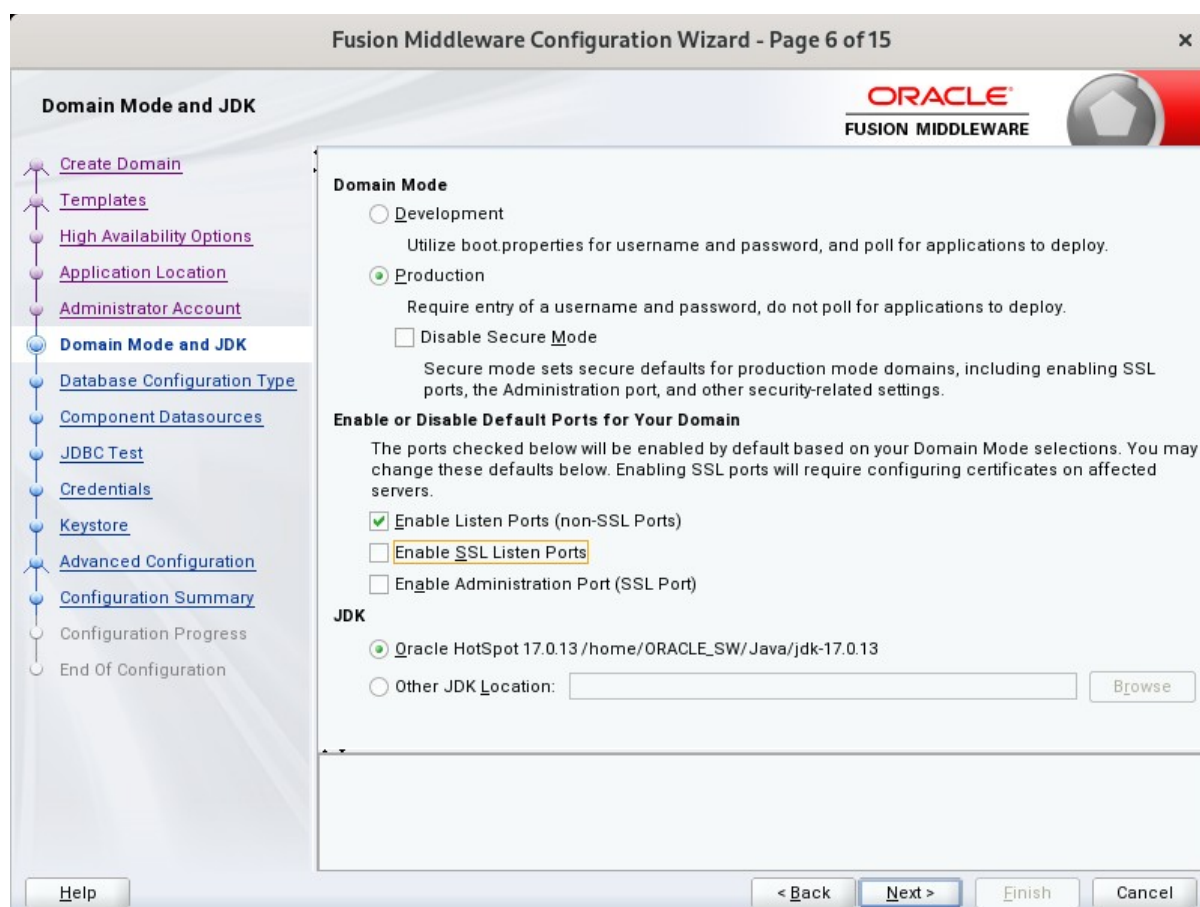 Fusion Middleware Configuration Wizard - Page 6 of 15
×
Domain Mode and JDK
ORACLE
FUSION MIDDLEWARE
Create Domain
Templates
High Availability Options
Application Location
Administrator Account
Domain Mode and JDK
Database Configuration Type
Component Datasources
JDBC Test
Credentials
Keystore
Advanced Configuration
Configuration Summary
Configuration Progress
End Of Configuration
Domain Mode
Development
Utilize boot.properties for username and password, and poll for applications to deploy.
Production
Require entry of a username and password, do not poll for applications to deploy.
Disable Secure Mode
Secure mode sets secure defaults for production mode domains, including enabling SSL
ports, the Administration port, and other security-related settings.
Enable or Disable Default Ports for Your Domain
The ports checked below will be enabled by default based on your Domain Mode selections. You may
change these defaults below. Enabling SSL ports will require configuring certificates on affected
servers.
Enable Listen Ports (non-SSL Ports)
Enable SSL Listen Ports
Enable Administration Port (SSL Port)
JDK
Oracle HotSpot 17.0.13 /home/ORACLE_SW/Java/jdk-17.0.13
Other JDK Location:
Browse
Help
< Back
Next >
Finish
Cancel